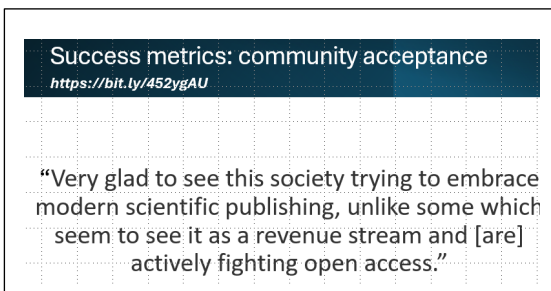 Success metrics: community acceptance
https://bit.ly/452ygAU
“Very glad to see this society trying to embrace
modern scientific publishing, unlike some which
seem to see it as a revenue stream and [are]
actively fighting open access.”